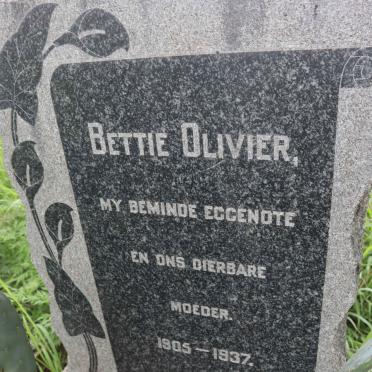 BETTIE OLIVIER,
MY BEMINDE EGGENOTE
EN ONS DIERBARE
MOEDER.
1905 — 1937.